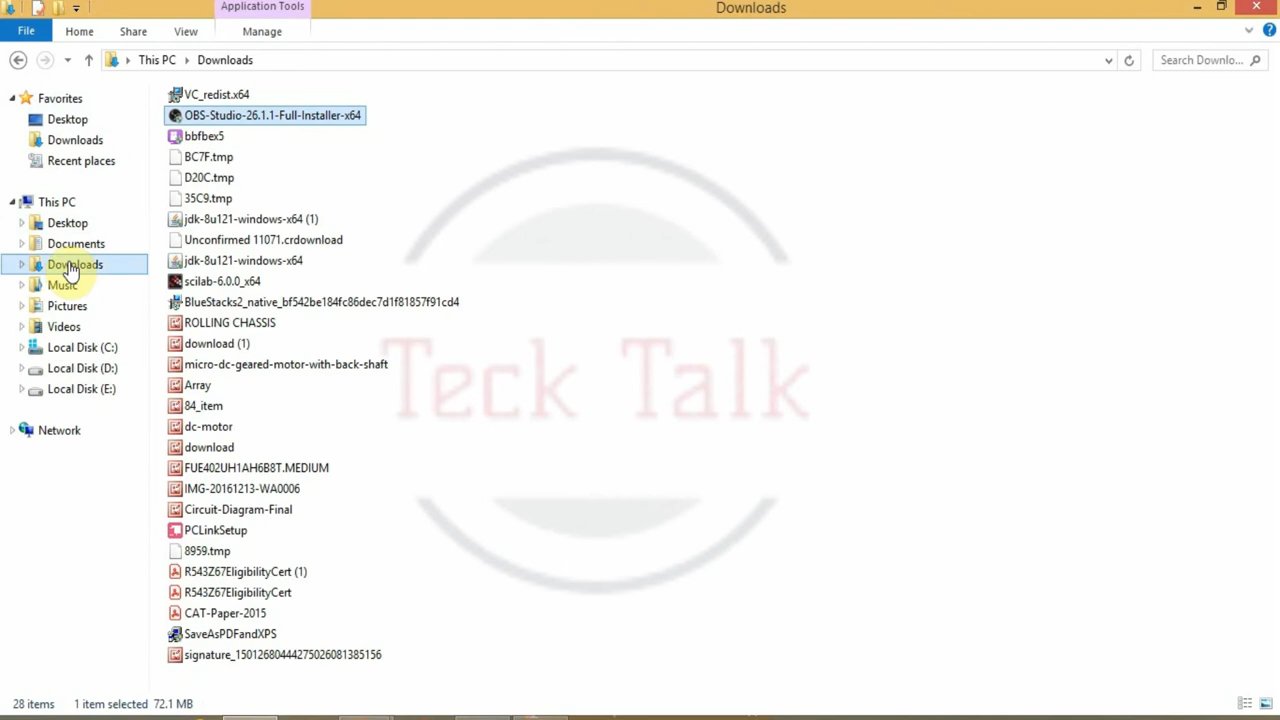 Application Tools
Downloads
File
Home
Share
View
Manage
This PC
Downloads
Search Downlo...
Favorites
Desktop
Downloads
Recent places
This PC
Desktop
Documents
Downloads
Music
Pictures
Videos
Local Disk (C:)
Local Disk (D:)
Local Disk (E:)
Network
VC_redist.x64
OBS-Studio-26.1.1-Full-Installer-x64
bbfbex5
BC7F.tmp
D20C.tmp
35C9.tmp
jdk-8u121-windows-x64 (1)
Unconfirmed 11071.crdownload
jdk-8u121-windows-x64
scilab-6.0.0_x64
BlueStacks2_native_bf542be184fc86dec7d1f81857f91cd4
ROLLING CHASSIS
download (1)
micro-dc-geared-motor-with-back-shaft
Array
84_item
dc-motor
download
FUE402UH1AH6B8T.MEDIUM
IMG-20161213-WA0006
Circuit-Diagram-Final
PCLinkSetup
8959.tmp
R543Z67EligibilityCert (1)
R543Z67EligibilityCert
CAT-Paper-2015
SaveAsPDFandXPS
signature_15012680444275026081385156
Teck Talk
28 items
1 item selected 72.1 MB